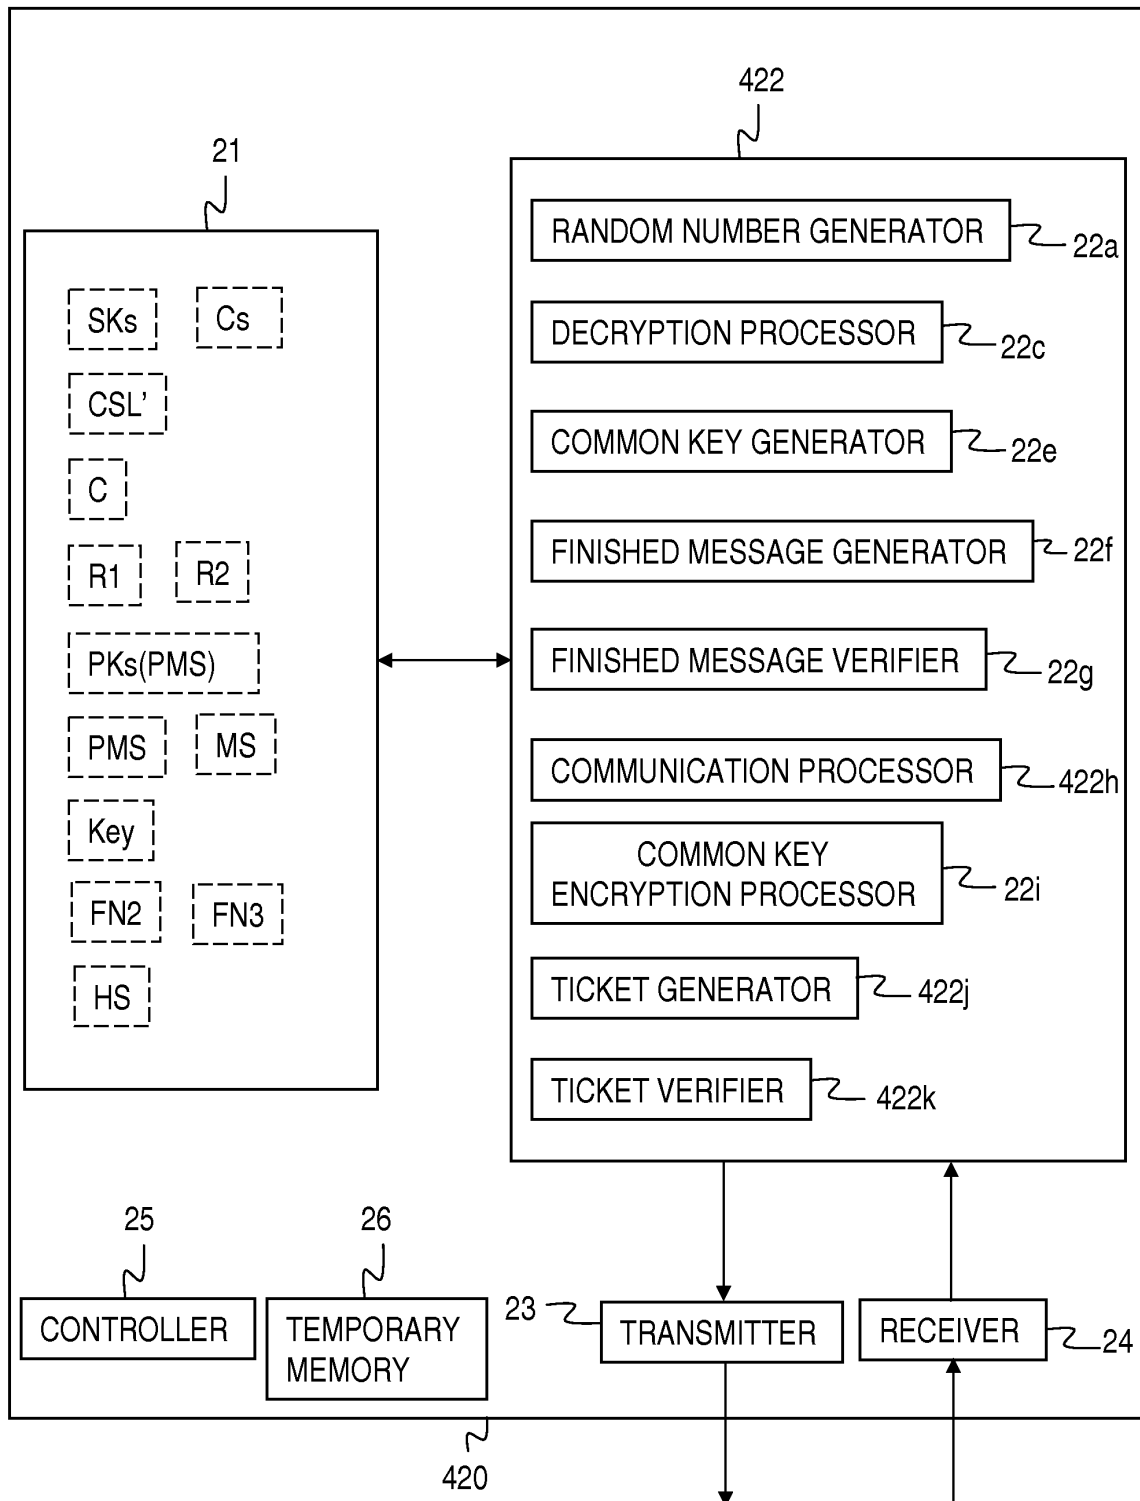 422
21
RANDOM NUMBER GENERATOR
22a
SKs
Cs
DECRYPTION PROCESSOR
22c
CSL’
COMMON KEY GENERATOR
22e
C
FINISHED MESSAGE GENERATOR
22f
R1
R2
PKs(PMS)
FINISHED MESSAGE VERIFIER
22g
PMS
MS
COMMUNICATION PROCESSOR
422h
Key
COMMON KEY
ENCRYPTION PROCESSOR
22i
FN2
FN3
HS
TICKET GENERATOR
422j
TICKET VERIFIER
422k
25
26
CONTROLLER
TEMPORARY
MEMORY
23
TRANSMITTER
RECEIVER
24
420